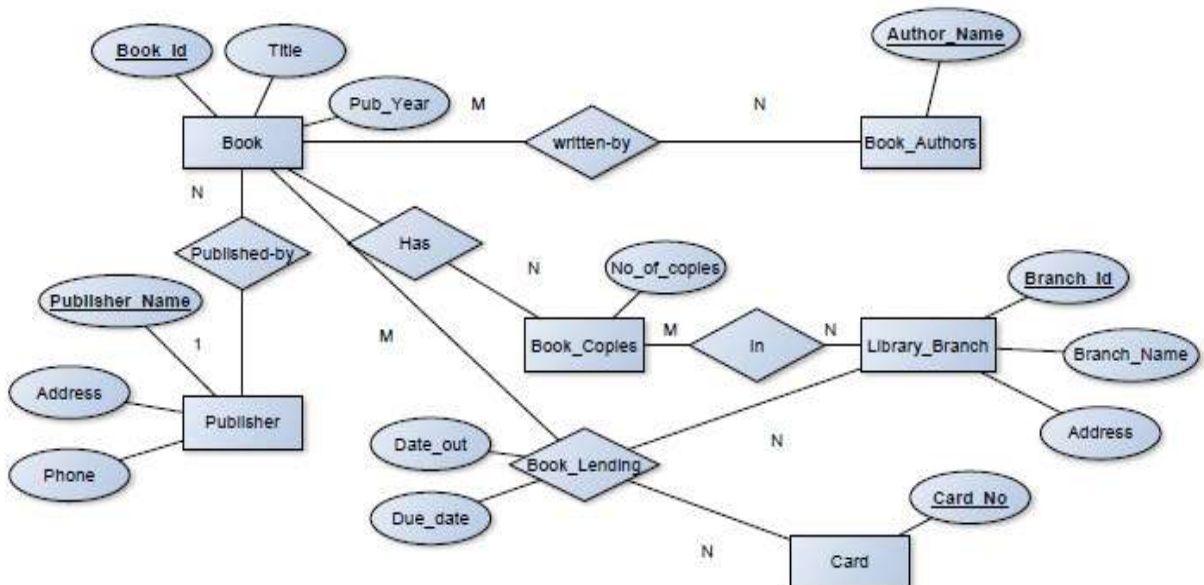 Author_Name
Book_Id
Title
Pub_Year
M
N
Book
written-by
Book_Authors
N
Has
Published-by
N
No_of_copies
Branch_Id
Publisher_Name
1
M
Book_Copies
M
In
N
Library_Branch
Branch_Name
Address
Publisher
Date_out
N
Address
Book_Lending
Phone
Due_date
Card_No
N
Card